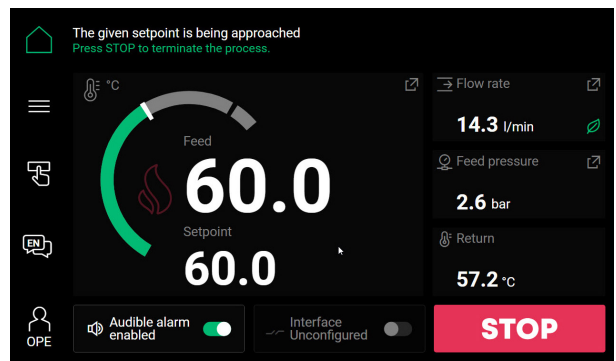 The given setpoint is being approached
Press STOP to terminate the process.
°C
Feed
60.0
Setpoint
60.0
Flow rate
14.3 l/min
Feed pressure
2.6 bar
Return
57.2 °C
EN
OPE
Audible alarm
enabled
Interface
Unconfigured
STOP